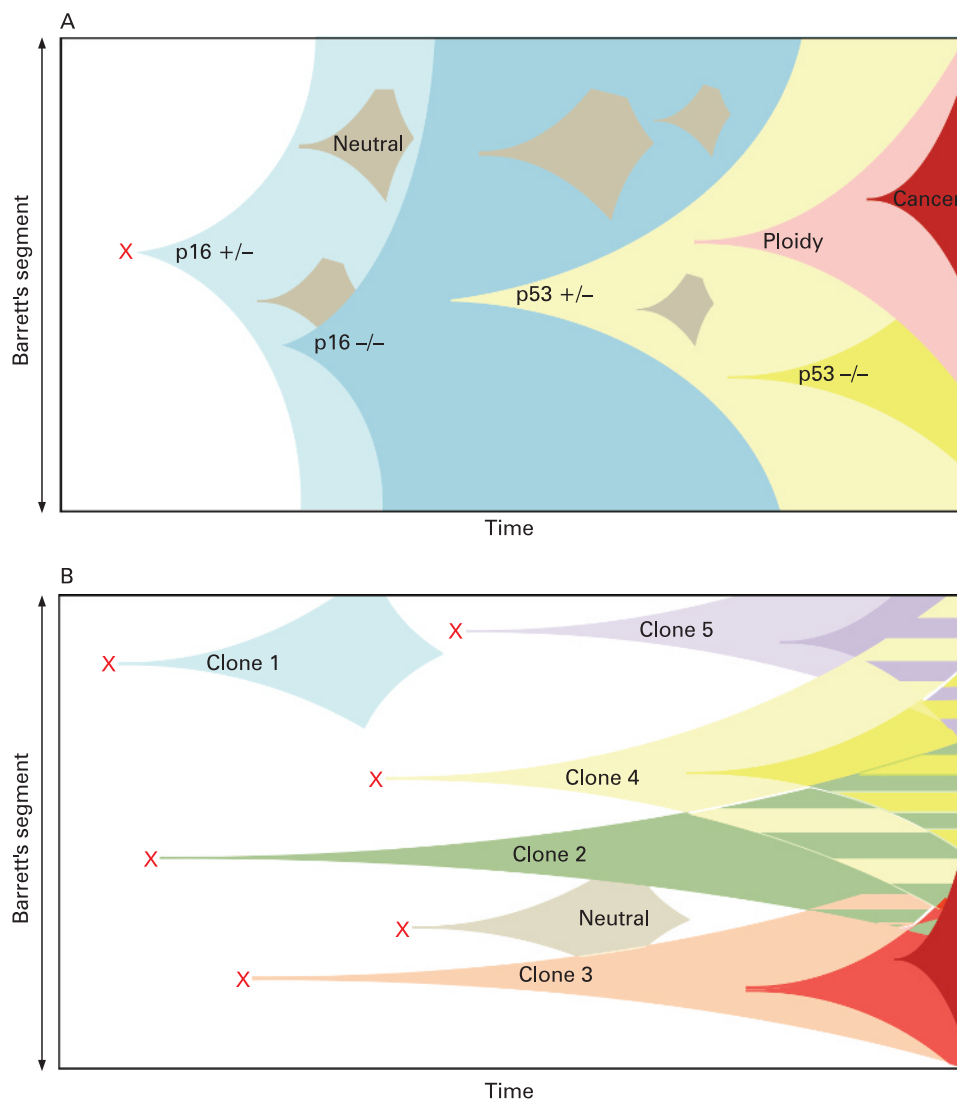 A
Barrett's segment
Neutral
Cancer
X
p16 +/–
Ploidy
p53 +/–
p16 –/–
p53 –/–
Time
B
Barrett's segment
X
Clone 5
X
Clone 1
X
Clone 4
X
Clone 2
X
Neutral
X
Clone 3
Time